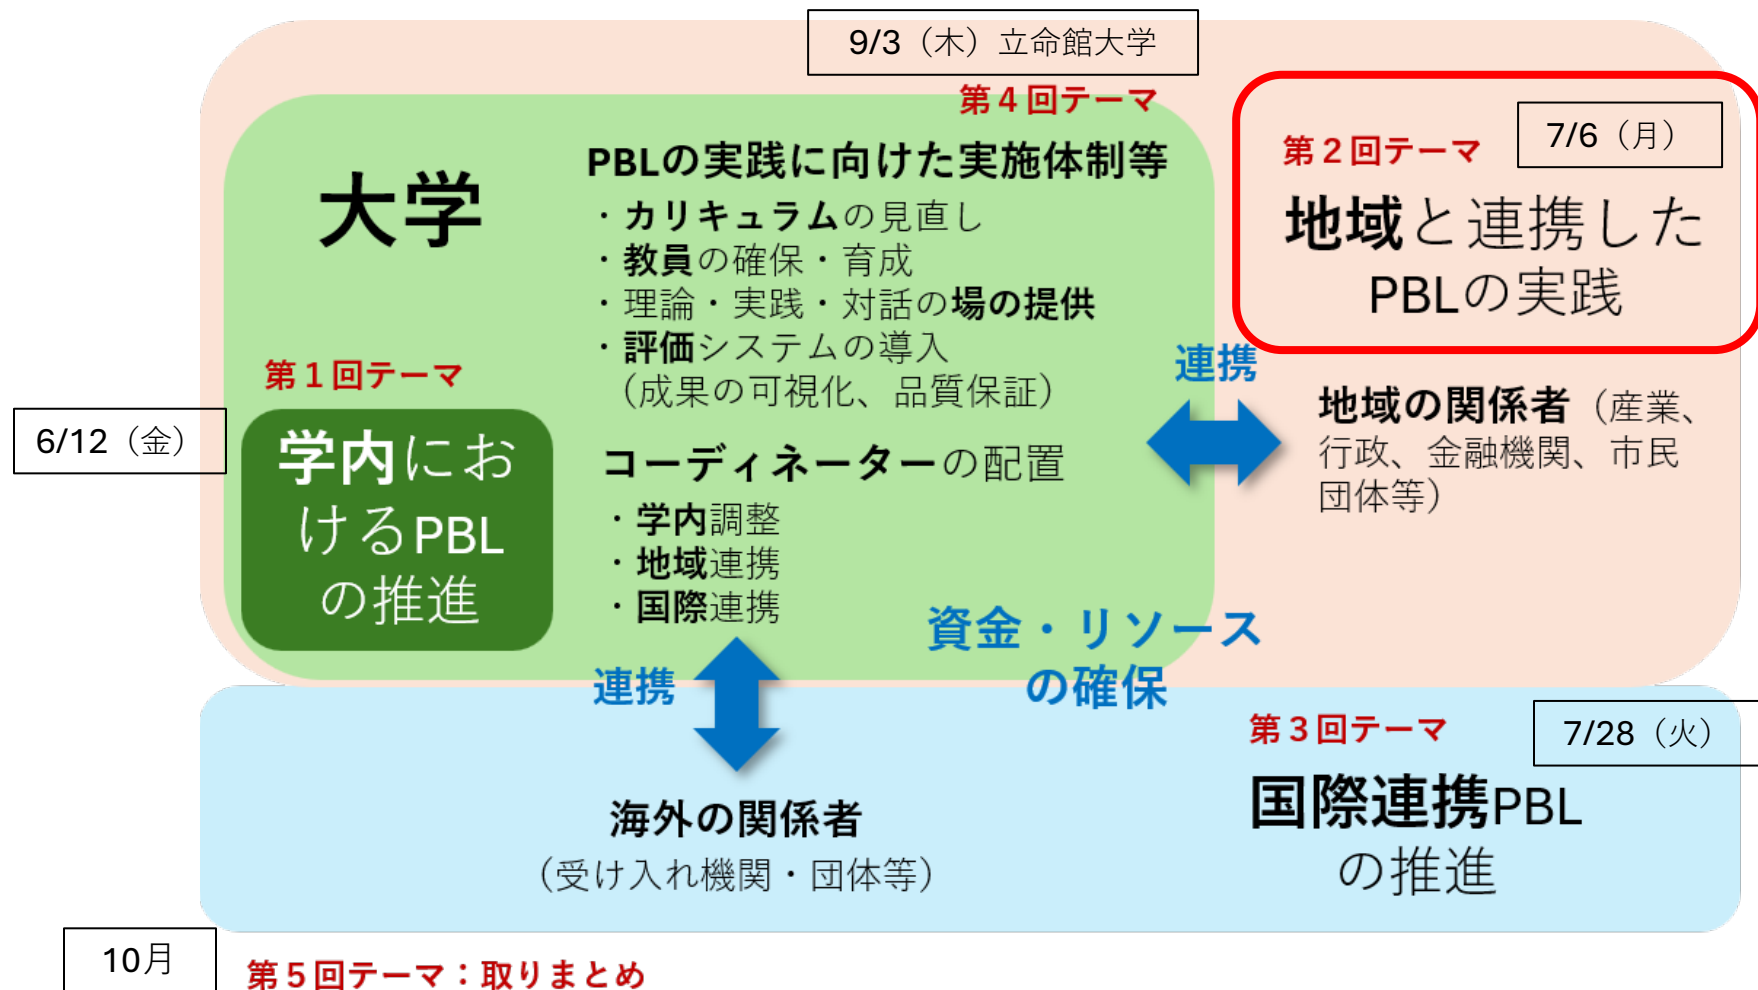 9/3（木）立命館大学
第４回テーマ
大学
PBLの実践に向けた実施体制等
・カリキュラムの見直し
・教員の確保・育成
・理論・実践・対話の場の提供
・評価システムの導入
（成果の可視化、品質保証）
コーディネーターの配置
・学内調整
・地域連携
・国際連携
第１回テーマ
6/12（金）
学内にお
けるPBL
の推進
第２回テーマ
7/6（月）
地域と連携した
PBLの実践
連携
地域の関係者（産業、
行政、金融機関、市民
団体等）
資金・リソース
の確保
連携
海外の関係者
（受け入れ機関・団体等）
第３回テーマ
7/28（火）
国際連携PBL
の推進
10月
第５回テーマ：取りまとめ